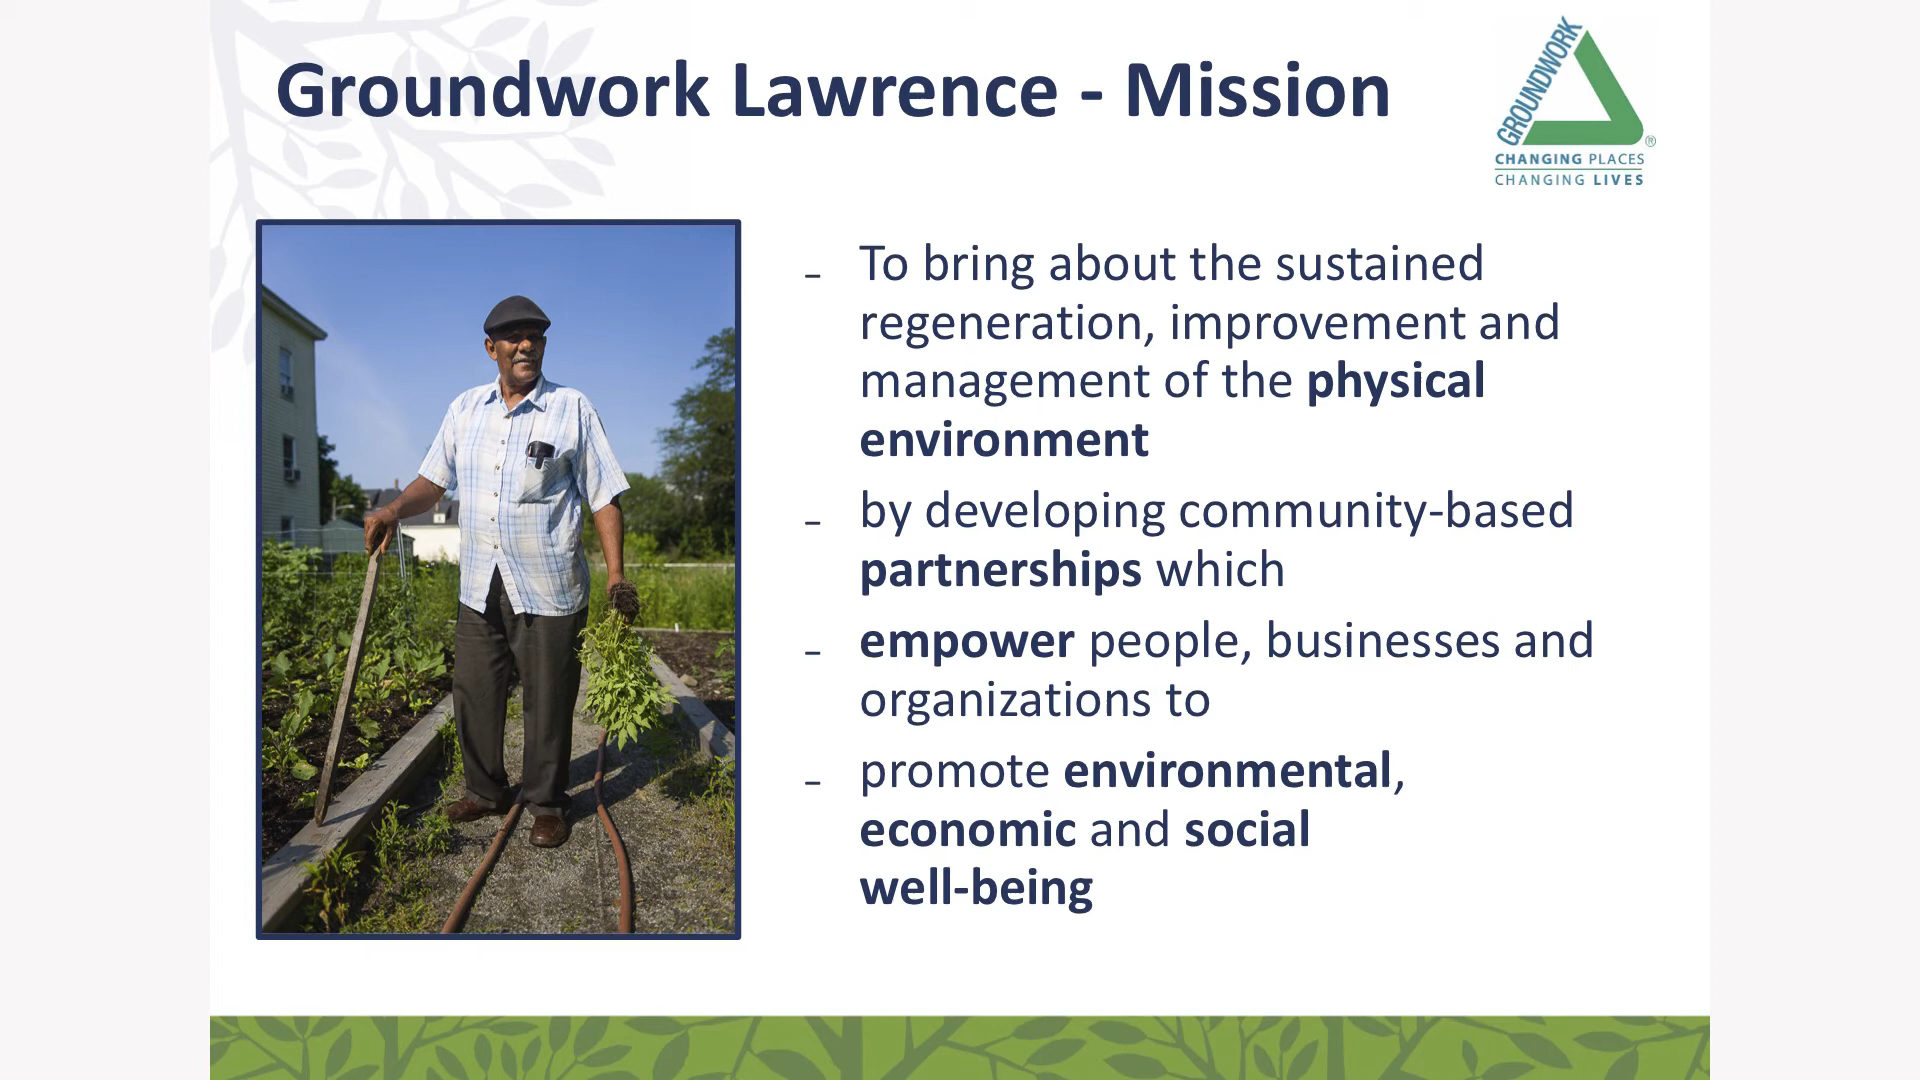 Groundwork Lawrence - Mission
GROUNDWORK
®
CHANGING PLACES
CHANGING LIVES
- To bring about the sustained
regeneration, improvement and
management of the physical
environment
- by developing community-based
partnerships which
- empower people, businesses and
organizations to
- promote environmental,
economic and social
well-being